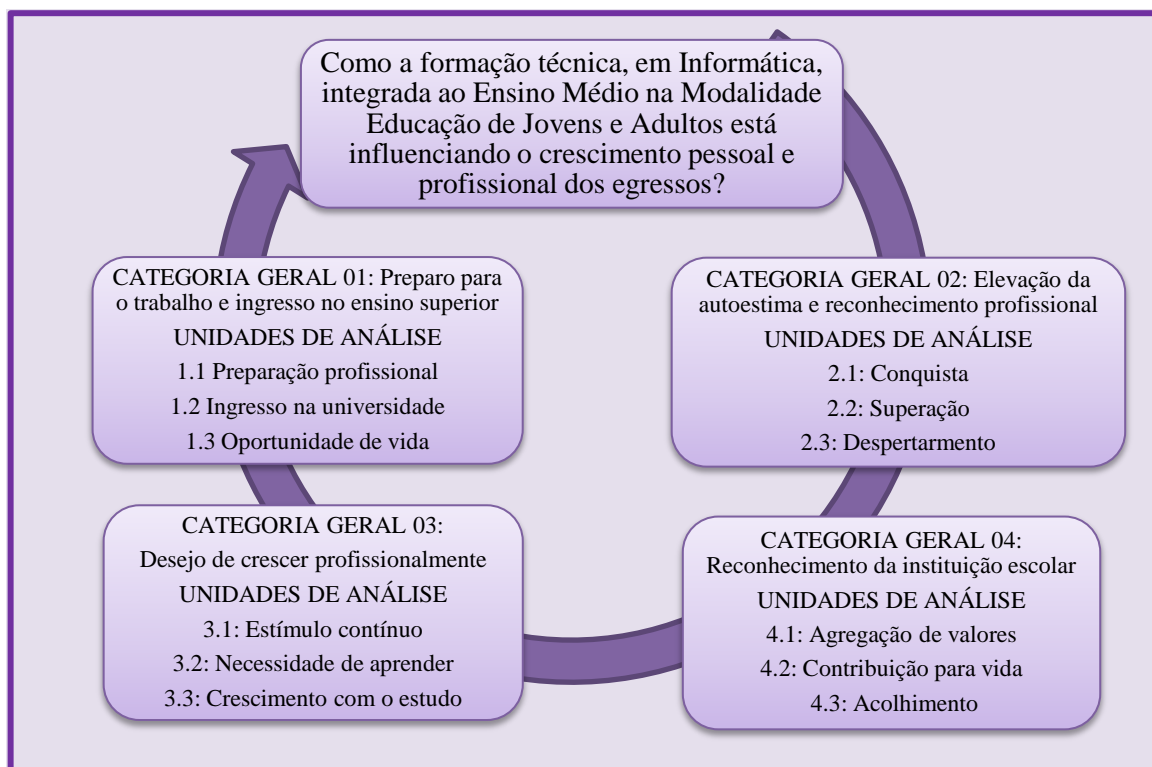 Como a formação técnica, em Informática,
integrada ao Ensino Médio na Modalidade
Educação de Jovens e Adultos está
influenciando o crescimento pessoal e
profissional dos egressos?
CATEGORIA GERAL 01: Preparo para
o trabalho e ingresso no ensino superior
UNIDADES DE ANÁLISE
1.1 Preparação profissional
1.2 Ingresso na universidade
1.3 Oportunidade de vida
CATEGORIA GERAL 02: Elevação da
autoestima e reconhecimento profissional
UNIDADES DE ANÁLISE
2.1: Conquista
2.2: Superação
2.3: Despertarmento
CATEGORIA GERAL 03:
Desejo de crescer profissionalmente
UNIDADES DE ANÁLISE
3.1: Estímulo contínuo
3.2: Necessidade de aprender
3.3: Crescimento com o estudo
CATEGORIA GERAL 04:
Reconhecimento da instituição escolar
UNIDADES DE ANÁLISE
4.1: Agregação de valores
4.2: Contribuição para vida
4.3: Acolhimento